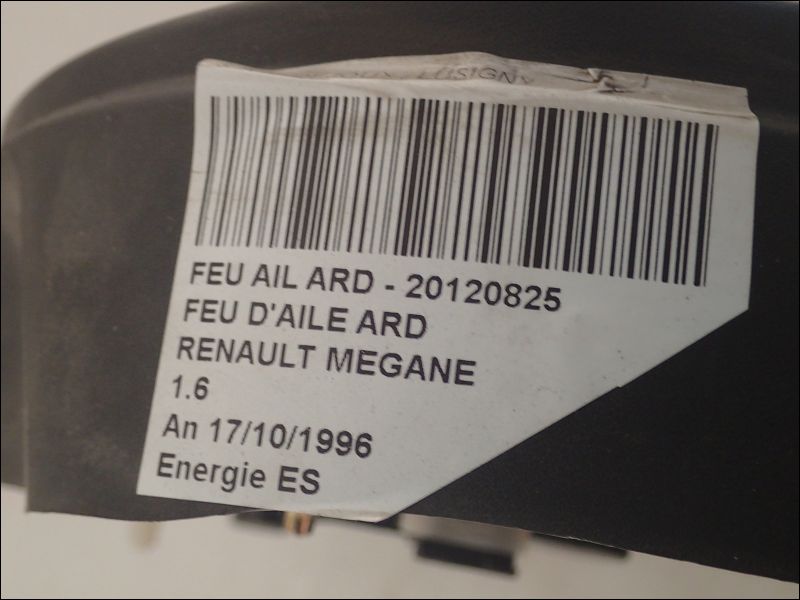 FEU AIL ARD - 20120825
FEU D'AILE ARD
RENAULT MEGANE
1.6
An 17/10/1996
Energie ES